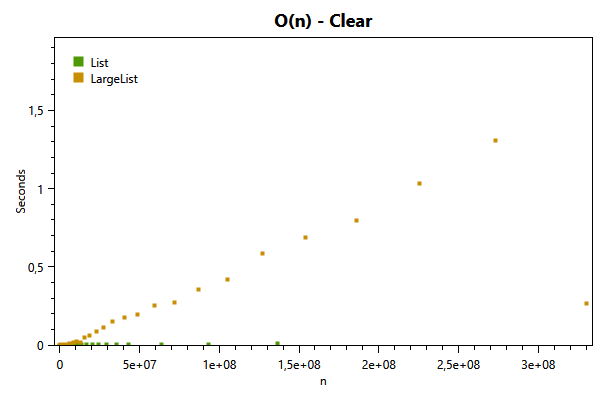 O(n) - Clear
List
LargeList
1,5
1
0,5
0
Seconds
0 5e+07 1e+08 1,5e+08 2e+08 2,5e+08 3e+08
n